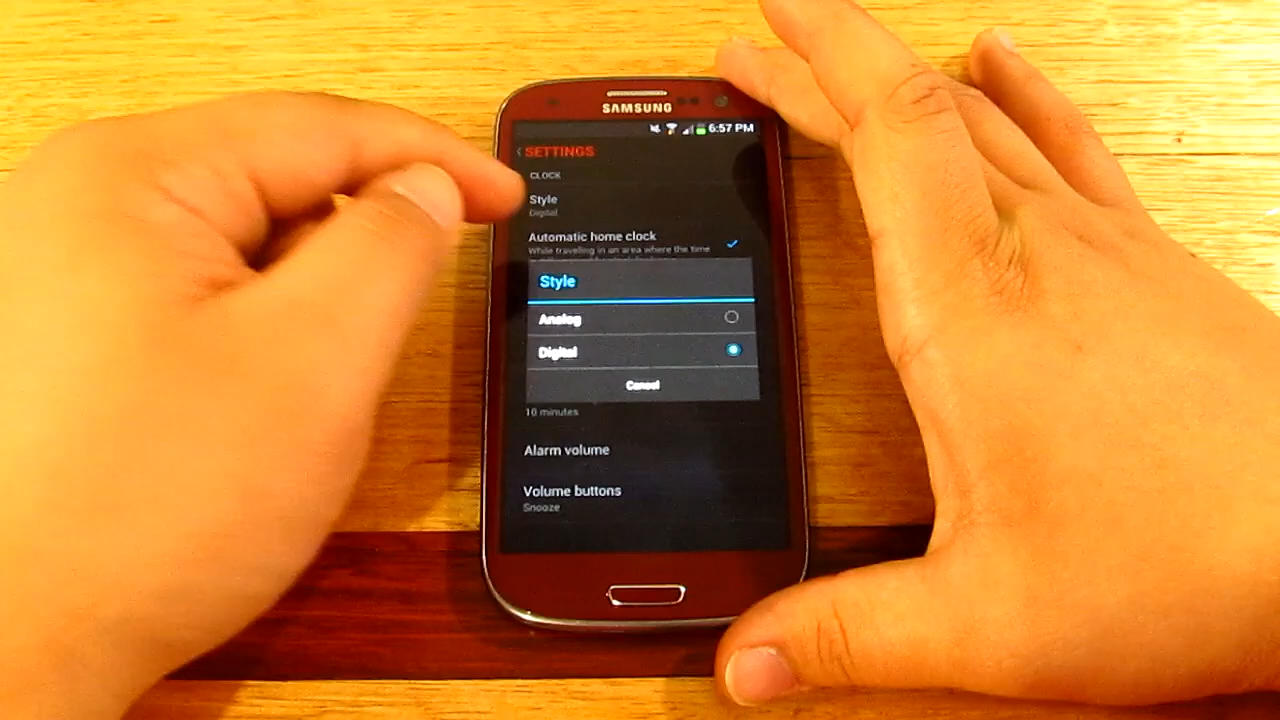 SAMSUNG
6:57 PM
SETTINGS
CLOCK
Style
Digital
Automatic home clock
While travelling in an area where the time
Style
Analog
Digital
Cancel
10 minutes
Alarm volume
Volume buttons
Snooze